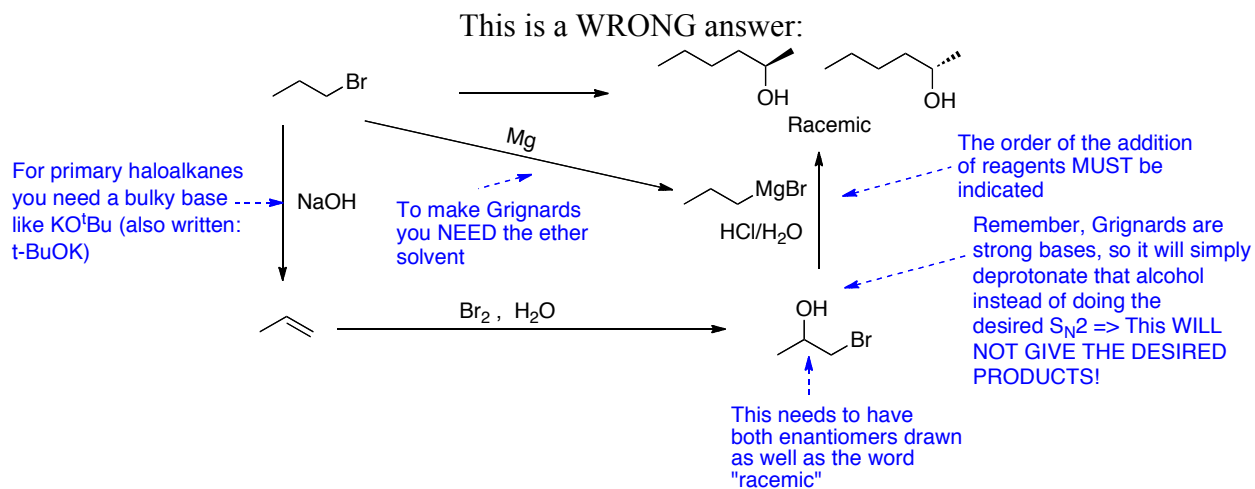 This is a WRONG answer:
Br
OH
OH
Racemic
Mg
For primary haloalkanes
you need a bulky base
like KOᵗBu (also written:
t-BuOK)
NaOH
To make Grignards
you NEED the ether
solvent
MgBr
HCl/H₂O
The order of the addition
of reagents MUST be
indicated
Remember, Grignards are
strong bases, so it will simply
deprotonate that alcohol
instead of doing the
desired Sₙ2 => This WILL
NOT GIVE THE DESIRED
PRODUCTS!
Br₂ , H₂O
OH
Br
This needs to have
both enantiomers drawn
as well as the word
"racemic"